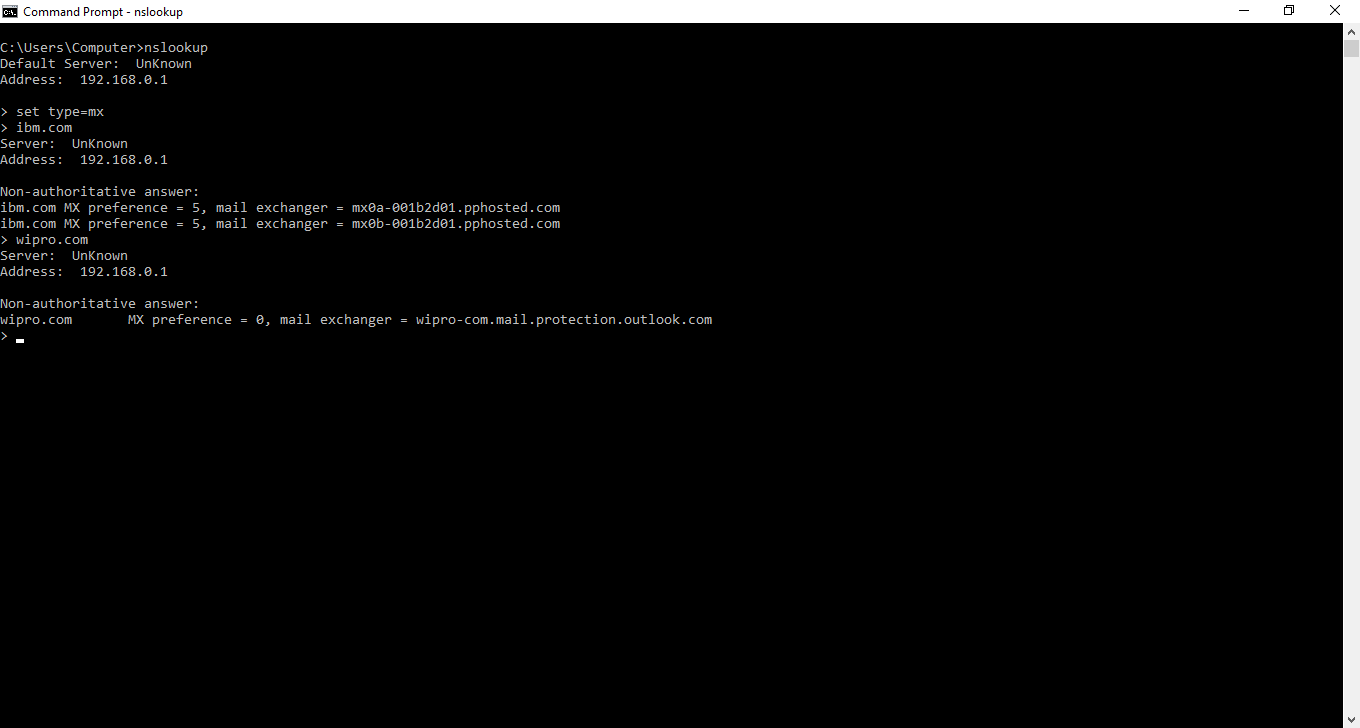 Command Prompt - nslookup
C:\Users\Computer>nslookup
Default Server:  UnKnown
Address:  192.168.0.1
> set type=mx
> ibm.com
Server:  UnKnown
Address:  192.168.0.1
Non-authoritative answer:
ibm.com MX preference = 5, mail exchanger = mx0a-001b2d01.pphosted.com
ibm.com MX preference = 5, mail exchanger = mx0b-001b2d01.pphosted.com
> wipro.com
Server:  UnKnown
Address:  192.168.0.1
Non-authoritative answer:
wipro.com       MX preference = 0, mail exchanger = wipro-com.mail.protection.outlook.com
>